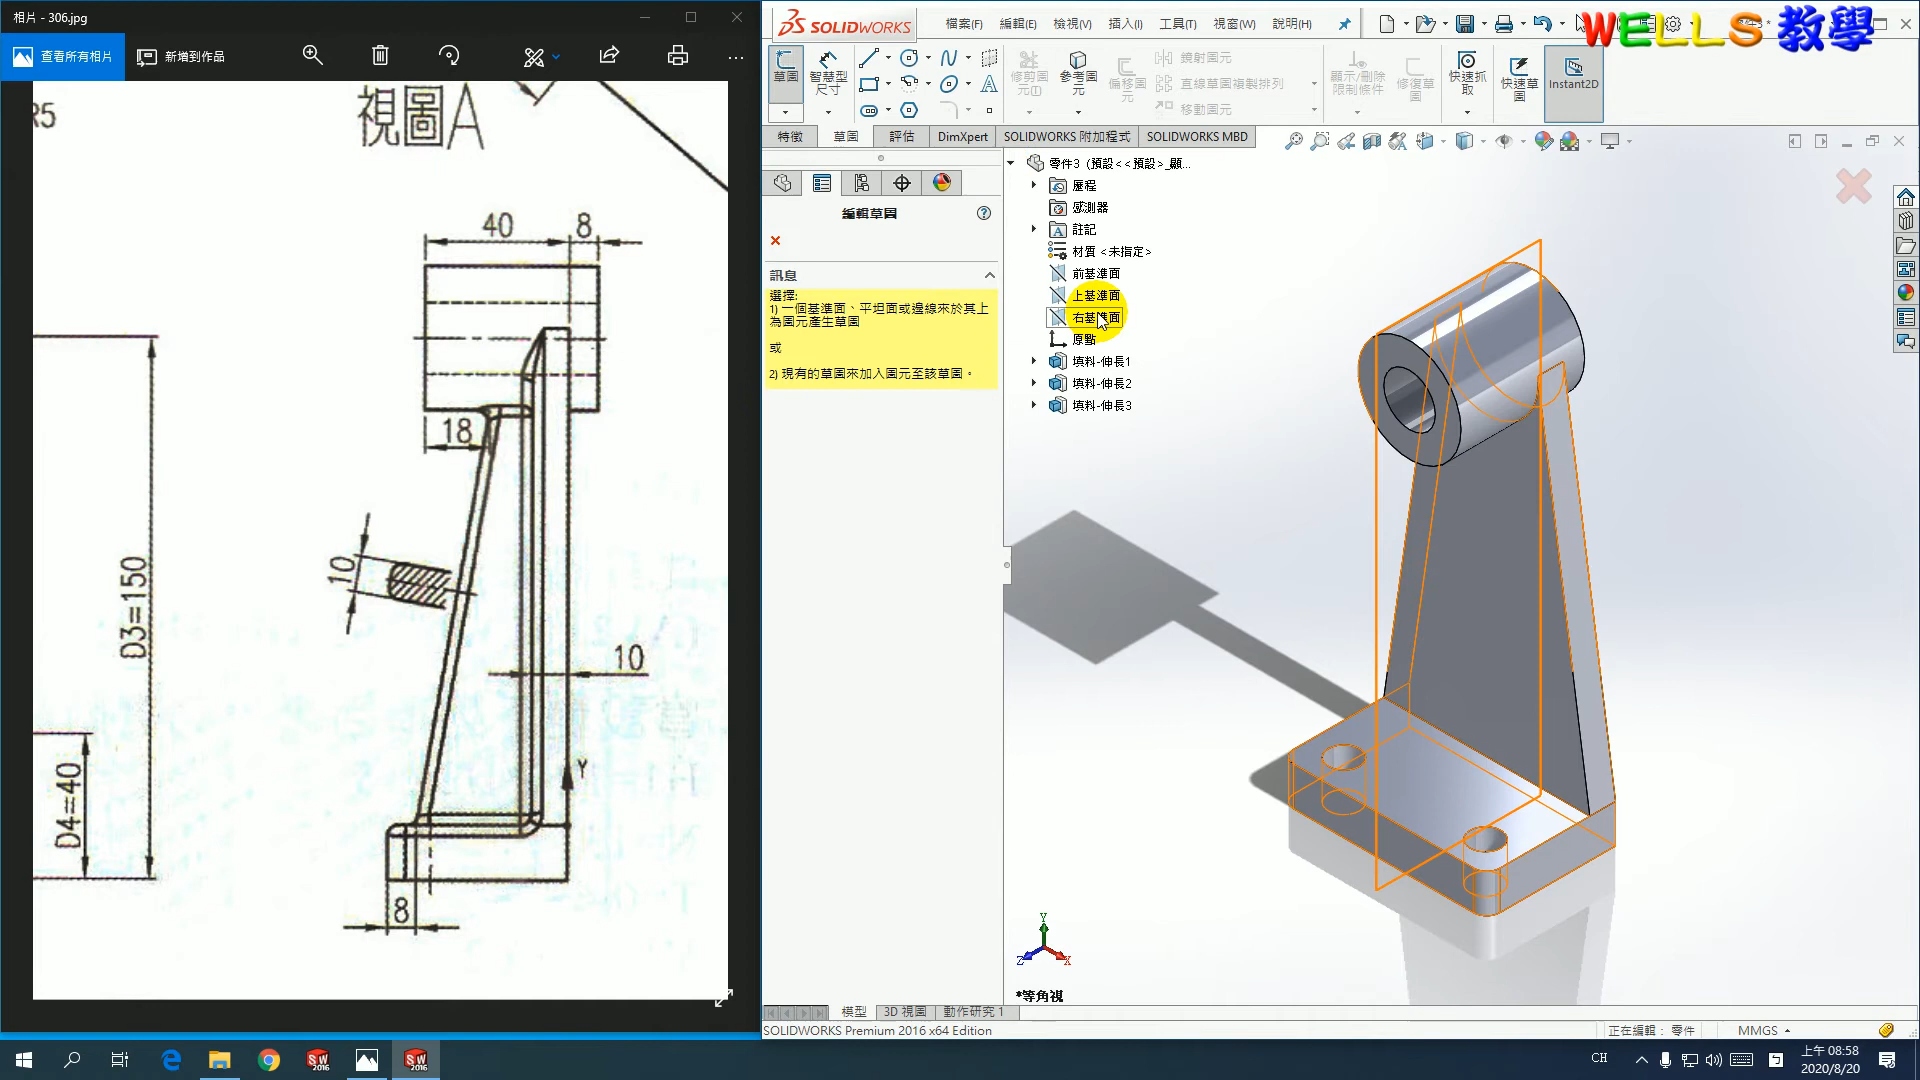 相片 - 306.jpg
查看所有相片
新增到作品
R5
視圖A
40
8
18
10
D3=150
10
Y
D4=40
8
SOLIDWORKS
檔案(F)
編輯(E)
檢視(V)
插入(I)
工具(T)
視窗(W)
說明(H)
WELLS 教學
草圖
智慧型尺寸
修剪圖元(T)
參考圖元
偏移圖元
鏡射圖元
直線草圖複製排列
移動圖元
顯示/刪除限制條件
修復草圖
快速抓取
快速草圖
Instant2D
特徵
草圖
評估
DimXpert
SOLIDWORKS 附加程式
SOLIDWORKS MBD
編輯草圖
訊息
選擇:
1) 一個基準面、平坦面或邊線來於其上
為圖元產生草圖
或
2) 現有的草圖來加入圖元至該草圖。
零件3 (預設<<預設>_顯...
歷程
感測器
註記
材質 <未指定>
前基準面
上基準面
右基準面
原點
填料-伸長1
填料-伸長2
填料-伸長3
Y
Z
X
*等角視
模型
3D 視圖
動作研究 1
SOLIDWORKS Premium 2016 x64 Edition
正在編輯： 零件
MMGS
CH
上午 08:58
2020/8/20